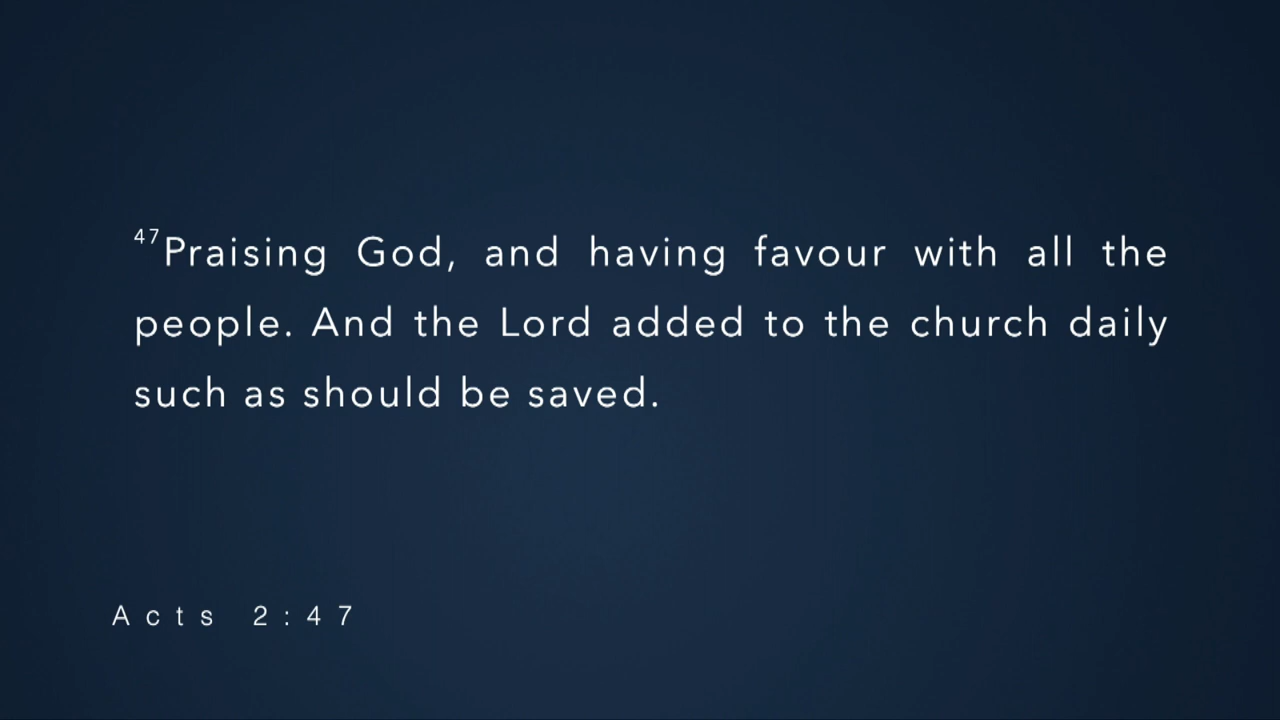 ⁴⁷Praising God, and having favour with all the
people. And the Lord added to the church daily
such as should be saved.
Acts 2:47